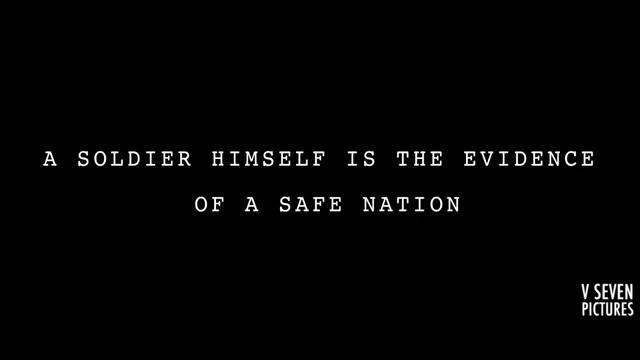 A SOLDIER HIMSELF IS THE EVIDENCE
OF A SAFE NATION
V SEVEN
PICTURES